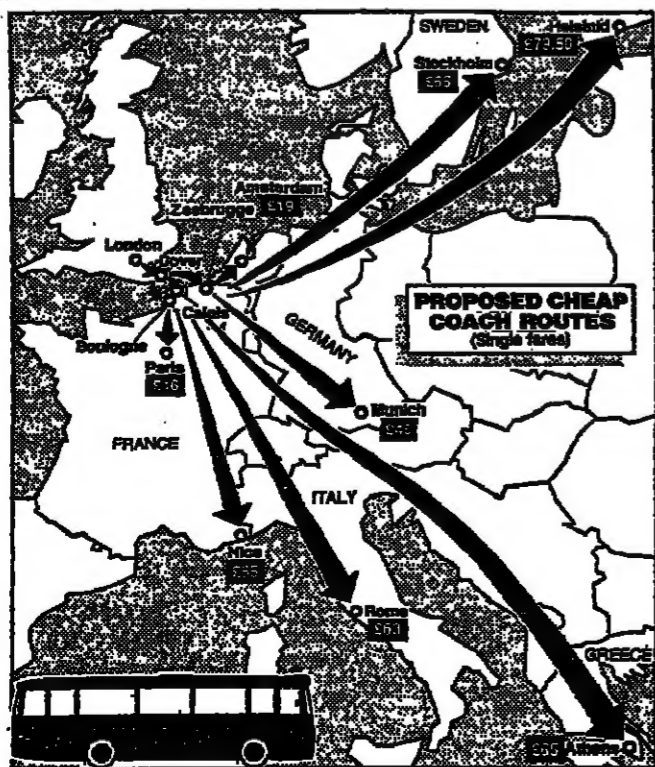 SWEDEN
Helsinki
£79.50
Stockholm
£55
Amsterdam
£19
Zeebrugge
London
Dover
Calais
Boulogne
PROPOSED CHEAP
COACH ROUTES
(Single fares)
GERMANY
Paris
Munich
FRANCE
ITALY
Nice
Rome
GREECE
Athens